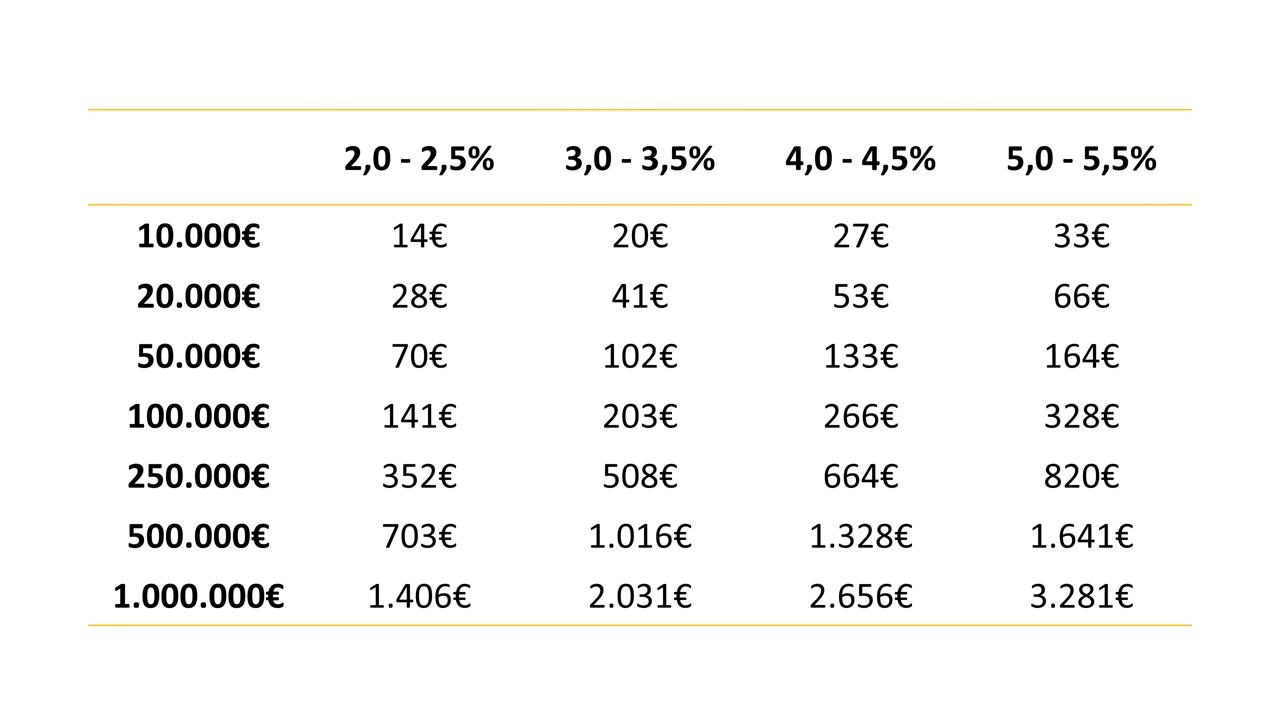 2,0 - 2,5% 3,0 - 3,5% 4,0 - 4,5% 5,0 - 5,5%
10.000€ 14€ 20€ 27€ 33€
20.000€ 28€ 41€ 53€ 66€
50.000€ 70€ 102€ 133€ 164€
100.000€ 141€ 203€ 266€ 328€
250.000€ 352€ 508€ 664€ 820€
500.000€ 703€ 1.016€ 1.328€ 1.641€
1.000.000€ 1.406€ 2.031€ 2.656€ 3.281€